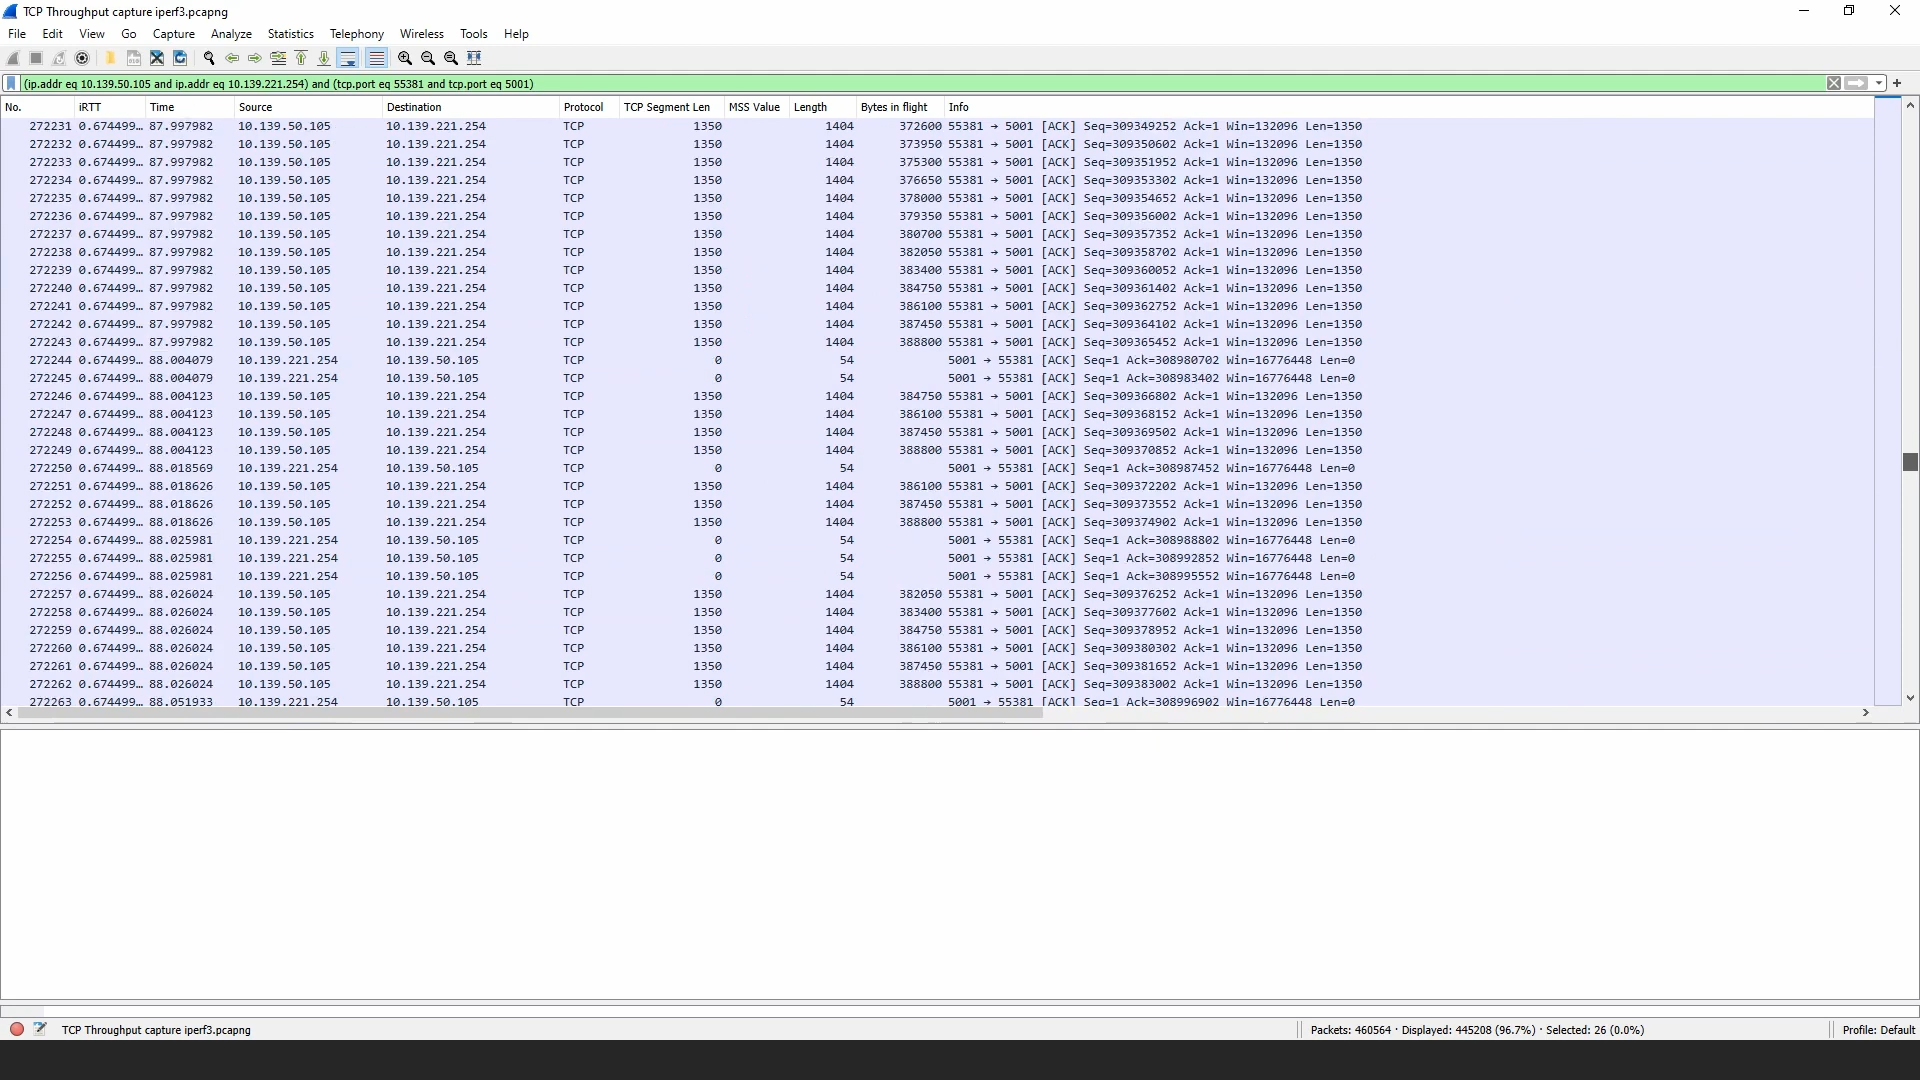 TCP Throughput capture iperf3.pcapng
File Edit View Go Capture Analyze Statistics Telephony Wireless Tools Help
(ip.addr eq 10.139.50.105 and ip.addr eq 10.139.221.254) and (tcp.port eq 55381 and tcp.port eq 5001)
No. iRTT Time Source Destination Protocol TCP Segment Len MSS Value Length Bytes in flight Info
272231 0.674499… 87.997982 10.139.50.105 10.139.221.254 TCP 1350 1404 372600 55381 → 5001 [ACK] Seq=309349252 Ack=1 Win=132096 Len=1350
272232 0.674499… 87.997982 10.139.50.105 10.139.221.254 TCP 1350 1404 373950 55381 → 5001 [ACK] Seq=309350602 Ack=1 Win=132096 Len=1350
272233 0.674499… 87.997982 10.139.50.105 10.139.221.254 TCP 1350 1404 375300 55381 → 5001 [ACK] Seq=309351952 Ack=1 Win=132096 Len=1350
272234 0.674499… 87.997982 10.139.50.105 10.139.221.254 TCP 1350 1404 376650 55381 → 5001 [ACK] Seq=309353302 Ack=1 Win=132096 Len=1350
272235 0.674499… 87.997982 10.139.50.105 10.139.221.254 TCP 1350 1404 378000 55381 → 5001 [ACK] Seq=309354652 Ack=1 Win=132096 Len=1350
272236 0.674499… 87.997982 10.139.50.105 10.139.221.254 TCP 1350 1404 379350 55381 → 5001 [ACK] Seq=309356002 Ack=1 Win=132096 Len=1350
272237 0.674499… 87.997982 10.139.50.105 10.139.221.254 TCP 1350 1404 380700 55381 → 5001 [ACK] Seq=309357352 Ack=1 Win=132096 Len=1350
272238 0.674499… 87.997982 10.139.50.105 10.139.221.254 TCP 1350 1404 382050 55381 → 5001 [ACK] Seq=309358702 Ack=1 Win=132096 Len=1350
272239 0.674499… 87.997982 10.139.50.105 10.139.221.254 TCP 1350 1404 383400 55381 → 5001 [ACK] Seq=309360052 Ack=1 Win=132096 Len=1350
272240 0.674499… 87.997982 10.139.50.105 10.139.221.254 TCP 1350 1404 384750 55381 → 5001 [ACK] Seq=309361402 Ack=1 Win=132096 Len=1350
272241 0.674499… 87.997982 10.139.50.105 10.139.221.254 TCP 1350 1404 386100 55381 → 5001 [ACK] Seq=309362752 Ack=1 Win=132096 Len=1350
272242 0.674499… 87.997982 10.139.50.105 10.139.221.254 TCP 1350 1404 387450 55381 → 5001 [ACK] Seq=309364102 Ack=1 Win=132096 Len=1350
272243 0.674499… 87.997982 10.139.50.105 10.139.221.254 TCP 1350 1404 388800 55381 → 5001 [ACK] Seq=309365452 Ack=1 Win=132096 Len=1350
272244 0.674499… 88.004079 10.139.221.254 10.139.50.105 TCP 0 54 5001 → 55381 [ACK] Seq=1 Ack=308980702 Win=16776448 Len=0
272245 0.674499… 88.004079 10.139.221.254 10.139.50.105 TCP 0 54 5001 → 55381 [ACK] Seq=1 Ack=308983402 Win=16776448 Len=0
272246 0.674499… 88.004123 10.139.50.105 10.139.221.254 TCP 1350 1404 384750 55381 → 5001 [ACK] Seq=309366802 Ack=1 Win=132096 Len=1350
272247 0.674499… 88.004123 10.139.50.105 10.139.221.254 TCP 1350 1404 386100 55381 → 5001 [ACK] Seq=309368152 Ack=1 Win=132096 Len=1350
272248 0.674499… 88.004123 10.139.50.105 10.139.221.254 TCP 1350 1404 387450 55381 → 5001 [ACK] Seq=309369502 Ack=1 Win=132096 Len=1350
272249 0.674499… 88.004123 10.139.50.105 10.139.221.254 TCP 1350 1404 388800 55381 → 5001 [ACK] Seq=309370852 Ack=1 Win=132096 Len=1350
272250 0.674499… 88.018569 10.139.221.254 10.139.50.105 TCP 0 54 5001 → 55381 [ACK] Seq=1 Ack=308987452 Win=16776448 Len=0
272251 0.674499… 88.018626 10.139.50.105 10.139.221.254 TCP 1350 1404 386100 55381 → 5001 [ACK] Seq=309372202 Ack=1 Win=132096 Len=1350
272252 0.674499… 88.018626 10.139.50.105 10.139.221.254 TCP 1350 1404 387450 55381 → 5001 [ACK] Seq=309373552 Ack=1 Win=132096 Len=1350
272253 0.674499… 88.018626 10.139.50.105 10.139.221.254 TCP 1350 1404 388800 55381 → 5001 [ACK] Seq=309374902 Ack=1 Win=132096 Len=1350
272254 0.674499… 88.025981 10.139.221.254 10.139.50.105 TCP 0 54 5001 → 55381 [ACK] Seq=1 Ack=308988802 Win=16776448 Len=0
272255 0.674499… 88.025981 10.139.221.254 10.139.50.105 TCP 0 54 5001 → 55381 [ACK] Seq=1 Ack=308992852 Win=16776448 Len=0
272256 0.674499… 88.025981 10.139.221.254 10.139.50.105 TCP 0 54 5001 → 55381 [ACK] Seq=1 Ack=308995552 Win=16776448 Len=0
272257 0.674499… 88.026024 10.139.50.105 10.139.221.254 TCP 1350 1404 382050 55381 → 5001 [ACK] Seq=309376252 Ack=1 Win=132096 Len=1350
272258 0.674499… 88.026024 10.139.50.105 10.139.221.254 TCP 1350 1404 383400 55381 → 5001 [ACK] Seq=309377602 Ack=1 Win=132096 Len=1350
272259 0.674499… 88.026024 10.139.50.105 10.139.221.254 TCP 1350 1404 384750 55381 → 5001 [ACK] Seq=309378952 Ack=1 Win=132096 Len=1350
272260 0.674499… 88.026024 10.139.50.105 10.139.221.254 TCP 1350 1404 386100 55381 → 5001 [ACK] Seq=309380302 Ack=1 Win=132096 Len=1350
272261 0.674499… 88.026024 10.139.50.105 10.139.221.254 TCP 1350 1404 387450 55381 → 5001 [ACK] Seq=309381652 Ack=1 Win=132096 Len=1350
272262 0.674499… 88.026024 10.139.50.105 10.139.221.254 TCP 1350 1404 388800 55381 → 5001 [ACK] Seq=309383002 Ack=1 Win=132096 Len=1350
272263 0.674499… 88.051933 10.139.221.254 10.139.50.105 TCP 0 54 5001 → 55381 [ACK] Seq=1 Ack=308996902 Win=16776448 Len=0
TCP Throughput capture iperf3.pcapng Packets: 460564 · Displayed: 445208 (96.7%) · Selected: 26 (0.0%) Profile: Default